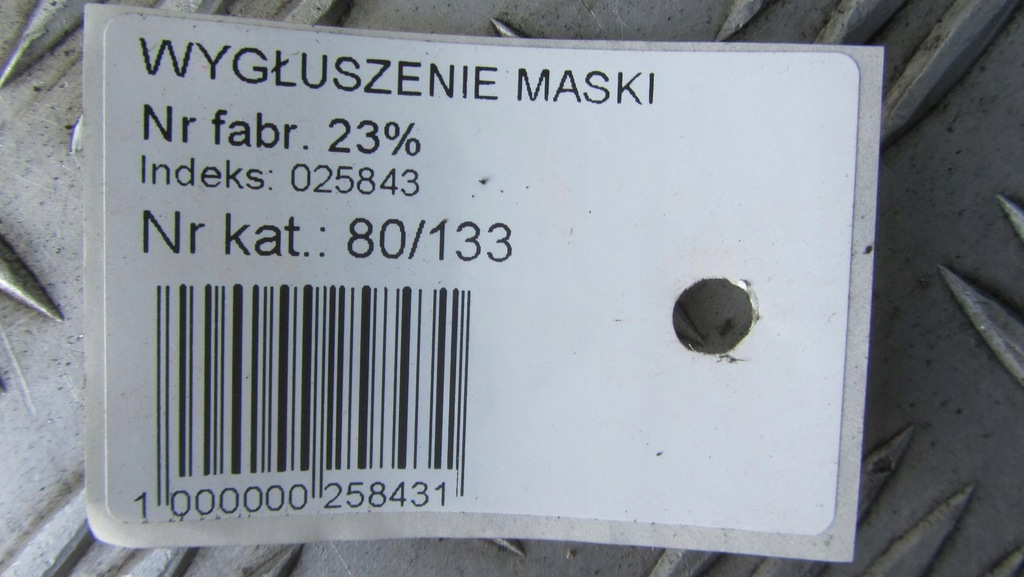 WYGŁUSZENIE MASKI
Nr fabr. 23%
Indeks: 025843
Nr kat.: 80/133
1 000000 258431